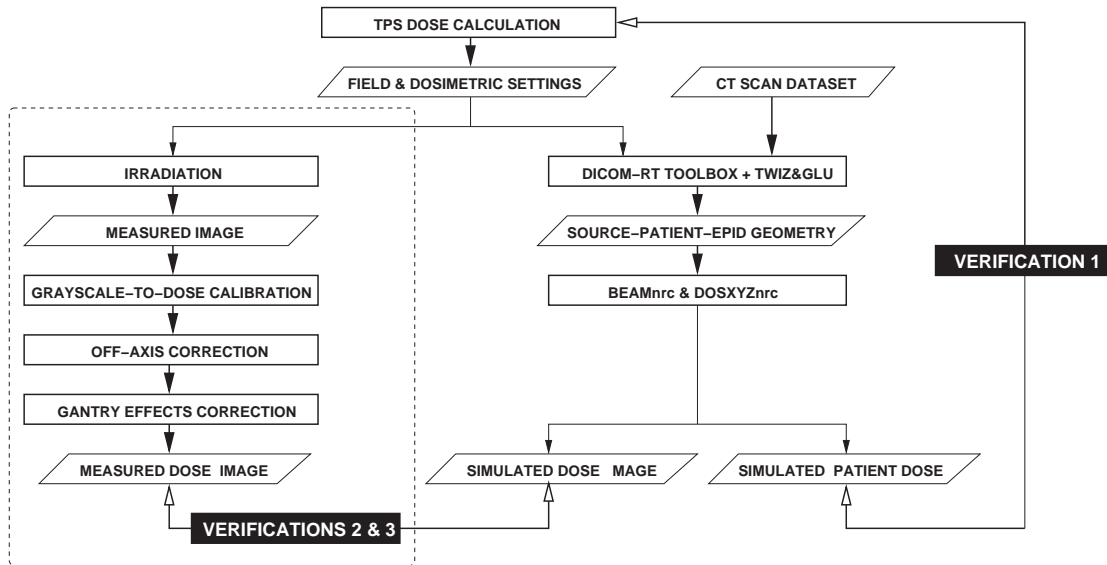 TPS DOSE CALCULATION
FIELD & DOSIMETRIC SETTINGS
CT SCAN DATASET
IRRADIATION
DICOM–RT TOOLBOX + TWIZ&GLU
MEASURED IMAGE
SOURCE–PATIENT–EPID GEOMETRY
VERIFICATION 1
GRAYSCALE–TO–DOSE CALIBRATION
BEAMnrc & DOSXYZnrc
OFF–AXIS CORRECTION
GANTRY EFFECTS CORRECTION
MEASURED DOSE IMAGE
SIMULATED DOSE MAGE
SIMULATED PATIENT DOSE
VERIFICATIONS 2 & 3